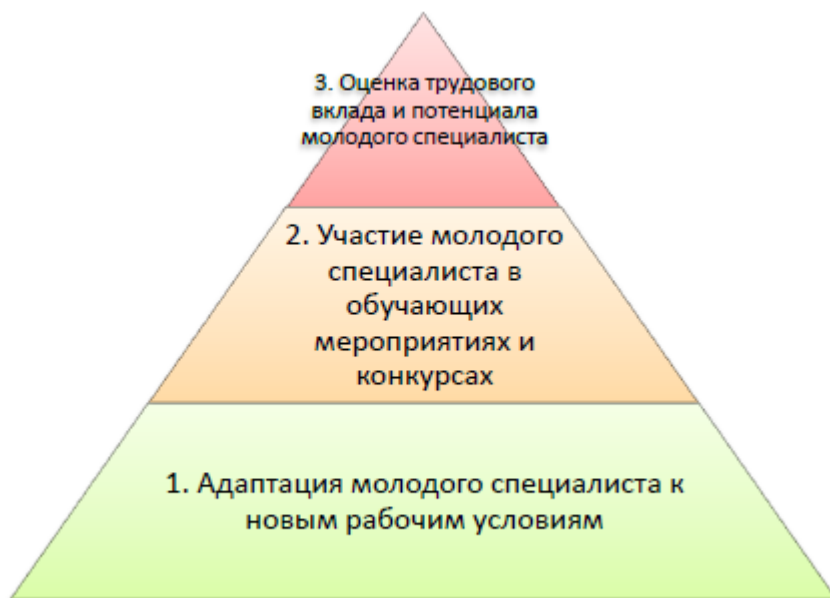 3. Оценка трудового
вклада и потенциала
молодого специалиста
2. Участие молодого
специалиста в
обучающих
мероприятиях и
конкурсах
1. Адаптация молодого специалиста к
новым рабочим условиям